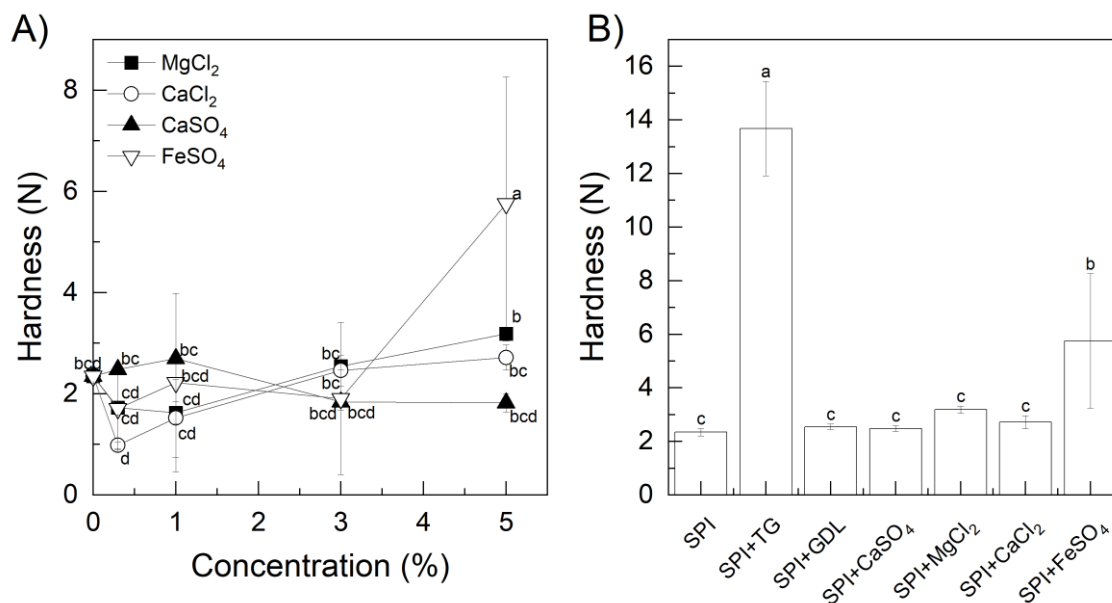 A)
MgCl₂
CaCl₂
CaSO₄
FeSO₄
Hardness (N)
8
6
4
2
0
a
b
bc
bcd
bc
bc
bc
bc
bcd
cd
cd
cd
cd
d
bcd
bcd
bcd
0
1
2
3
4
5
Concentration (%)
B)
Hardness (N)
16
14
12
10
8
6
4
2
0
c
a
c
c
c
c
b
SPI
SPI+TG
SPI+GDL
SPI+CaSO₄
SPI+MgCl₂
SPI+CaCl₂
SPI+FeSO₄